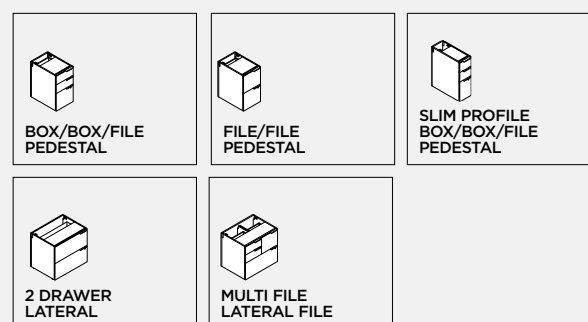 BOX/BOX/FILE
PEDESTAL
FILE/FILE
PEDESTAL
SLIM PROFILE
BOX/BOX/FILE
PEDESTAL
2 DRAWER
LATERAL
MULTI FILE
LATERAL FILE